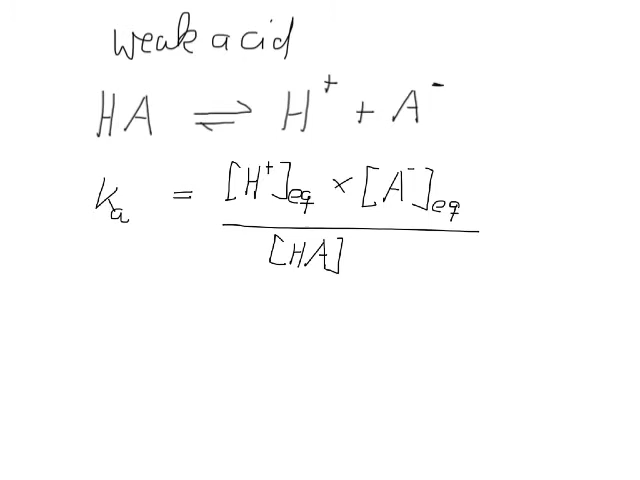 weak acid
HA ⇌ H⁺ + A⁻
Kₐ = [H⁺]eq × [A⁻]eq
[HA]